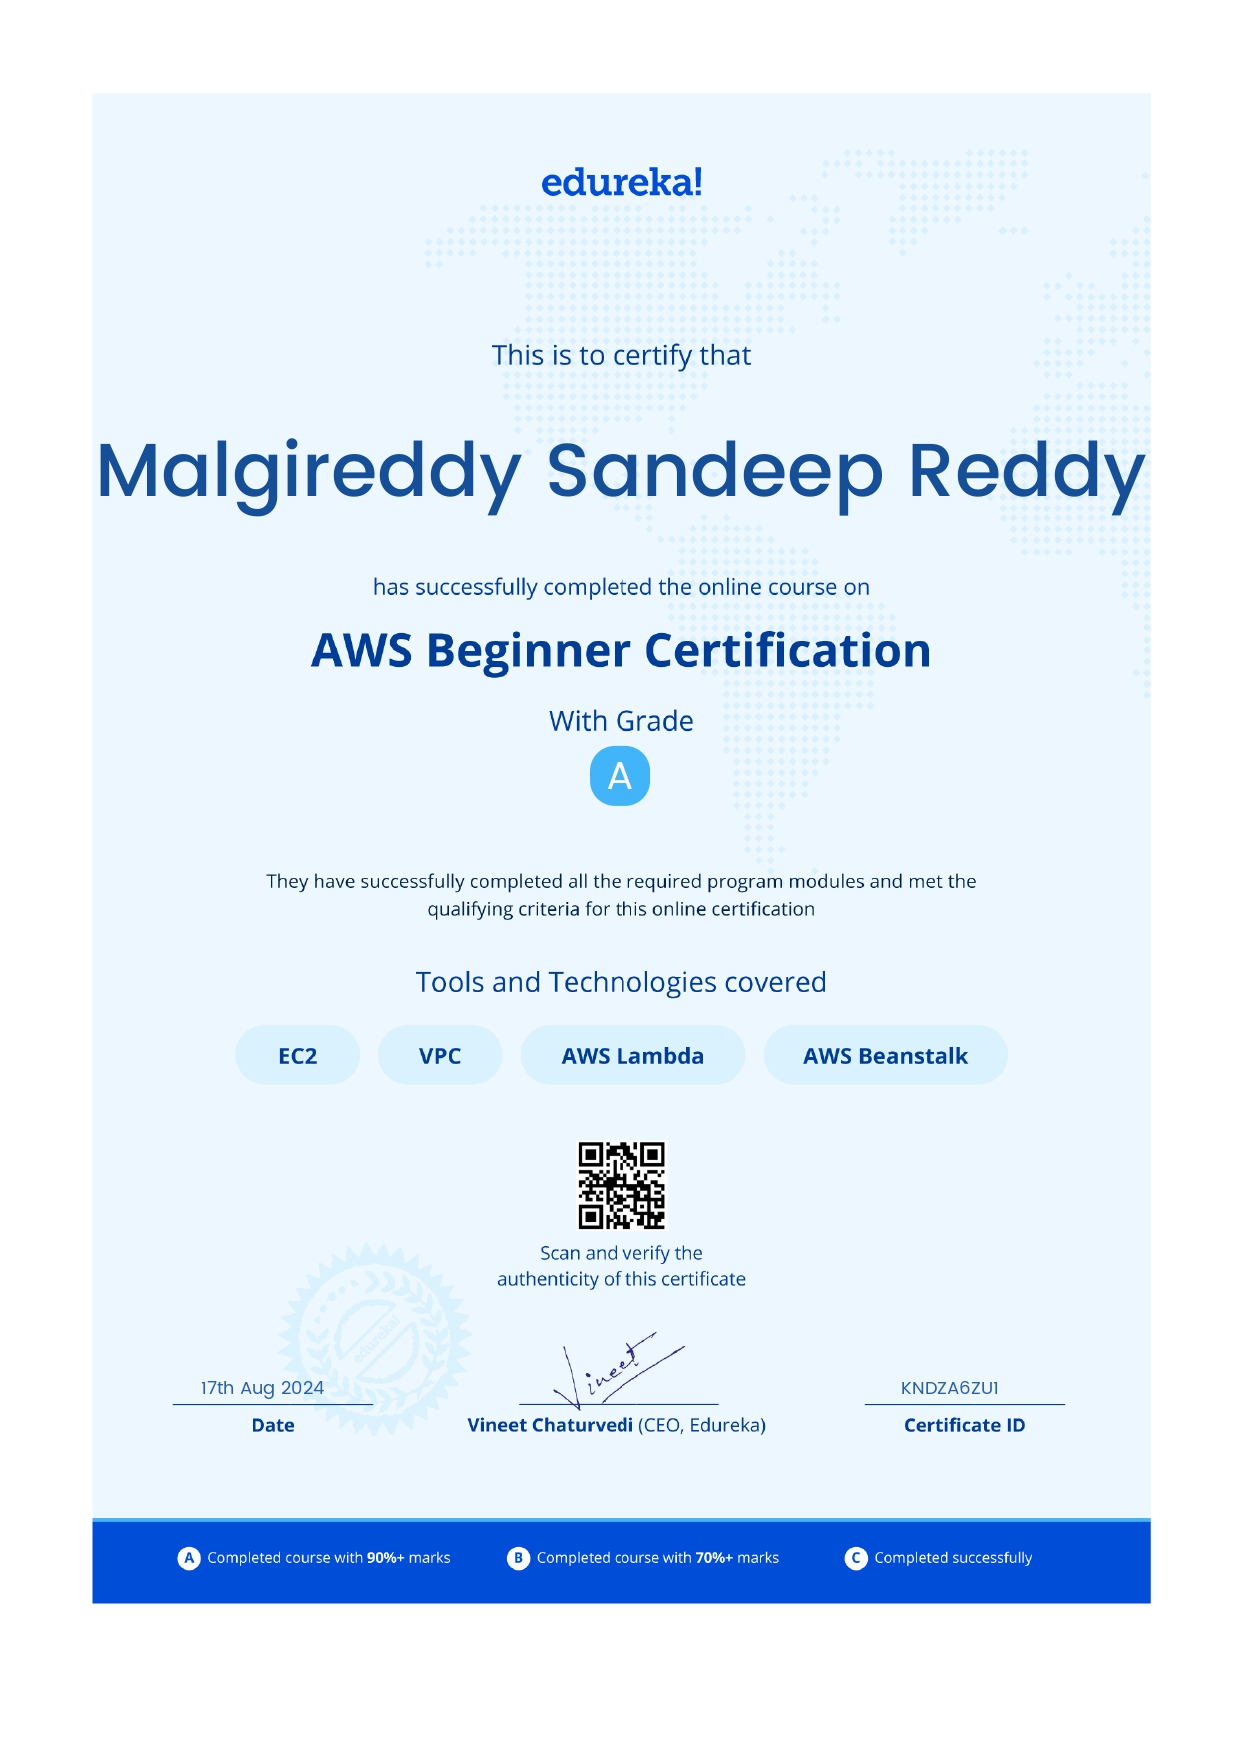 edureka!
This is to certify that
Malgireddy Sandeep Reddy
has successfully completed the online course on
AWS Beginner Certification
With Grade
A
They have successfully completed all the required program modules and met the
qualifying criteria for this online certification
Tools and Technologies covered
EC2 VPC AWS Lambda AWS Beanstalk
Scan and verify the
authenticity of this certificate
edureka!
Vineet
17th Aug 2024 KNDZA6ZU1
Date Vineet Chaturvedi (CEO, Edureka) Certificate ID
A Completed course with 90%+ marks B Completed course with 70%+ marks C Completed successfully